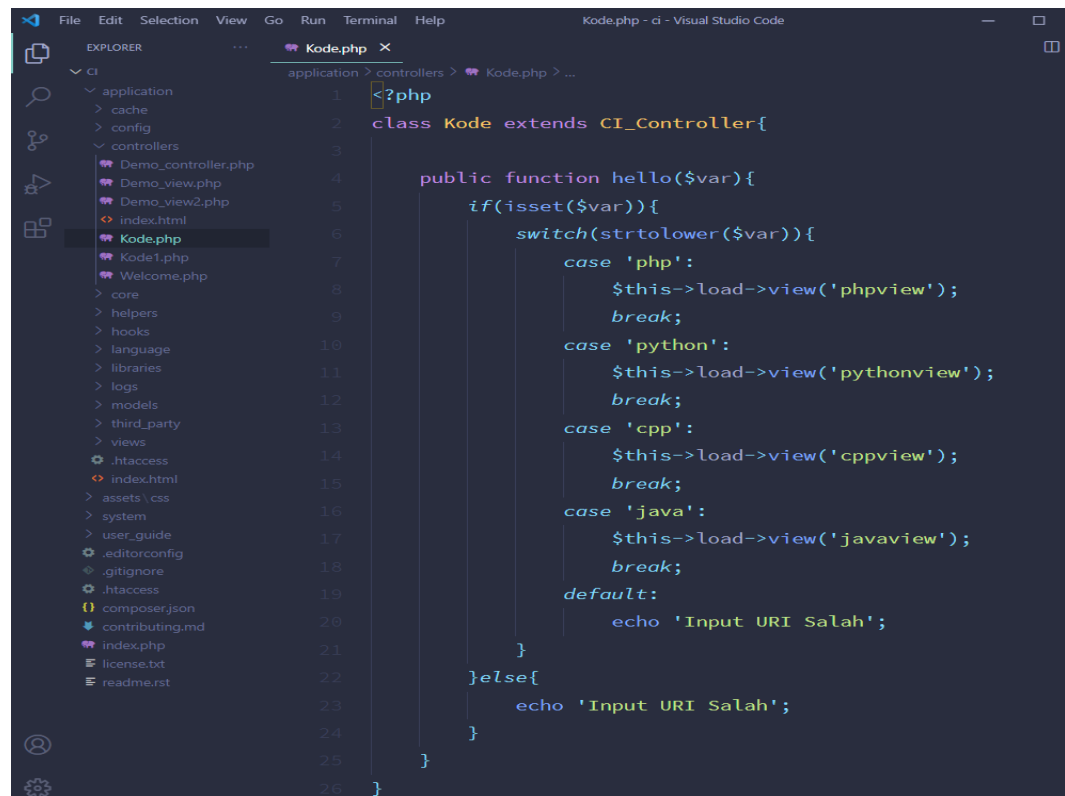 File Edit Selection View Go Run Terminal Help Kode.php - ci - Visual Studio Code
EXPLORER ...
CI
application
cache
config
controllers
Demo_controller.php
Demo_view.php
Demo_view2.php
index.html
Kode.php
Kode1.php
Welcome.php
core
helpers
hooks
language
libraries
logs
models
third_party
views
.htaccess
index.html
assets\css
system
user_guide
.editorconfig
.gitignore
.htaccess
composer.json
contributing.md
index.php
license.txt
readme.rst
Kode.php ×
application > controllers > Kode.php > ...
1 <?php
2 class Kode extends CI_Controller{
3
4 public function hello($var){
5 if(isset($var)){
6 switch(strtolower($var)){
7 case 'php':
8 $this->load->view('phpview');
9 break;
10 case 'python':
11 $this->load->view('pythonview');
12 break;
13 case 'cpp':
14 $this->load->view('cppview');
15 break;
16 case 'java':
17 $this->load->view('javaview');
18 break;
19 default:
20 echo 'Input URI Salah';
21 }
22 }else{
23 echo 'Input URI Salah';
24 }
25 }
26 }